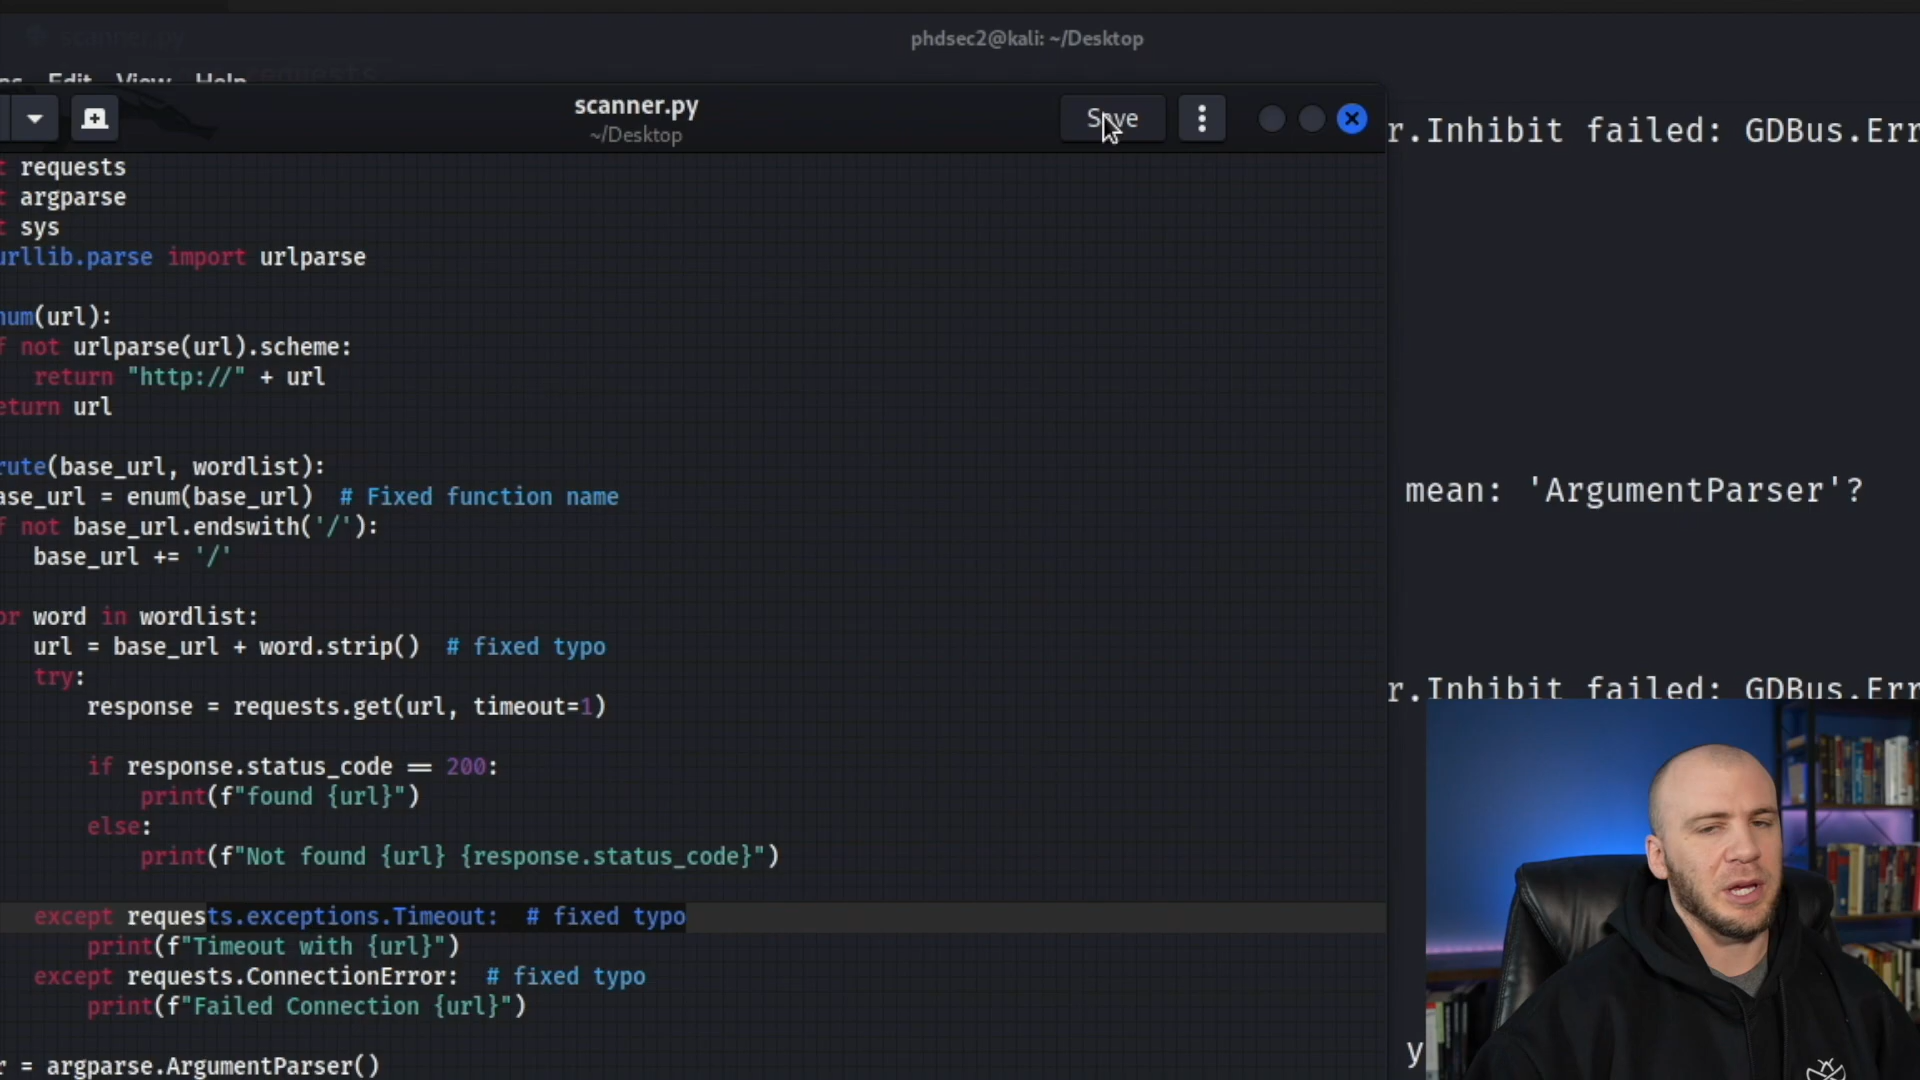 scanner.py
phdsec2@kali: ~/Desktop
Edit View Help
scanner.py
~/Desktop
Save
r.Inhibit failed: GDBus.Err
t requests
t argparse
t sys
urllib.parse import urlparse
num(url):
f not urlparse(url).scheme:
return "http://" + url
eturn url
rute(base_url, wordlist):
ase_url = enum(base_url)  # Fixed function name
mean: 'ArgumentParser'?
f not base_url.endswith('/'):
base_url += '/'
or word in wordlist:
url = base_url + word.strip()  # fixed typo
try:
response = requests.get(url, timeout=1)
r.Inhibit failed: GDBus.Err
if response.status_code == 200:
print(f"found {url}")
else:
print(f"Not found {url} {response.status_code}")
except requests.exceptions.Timeout:  # fixed typo
print(f"Timeout with {url}")
except requests.ConnectionError:  # fixed typo
print(f"Failed Connection {url}")
r = argparse.ArgumentParser()
y